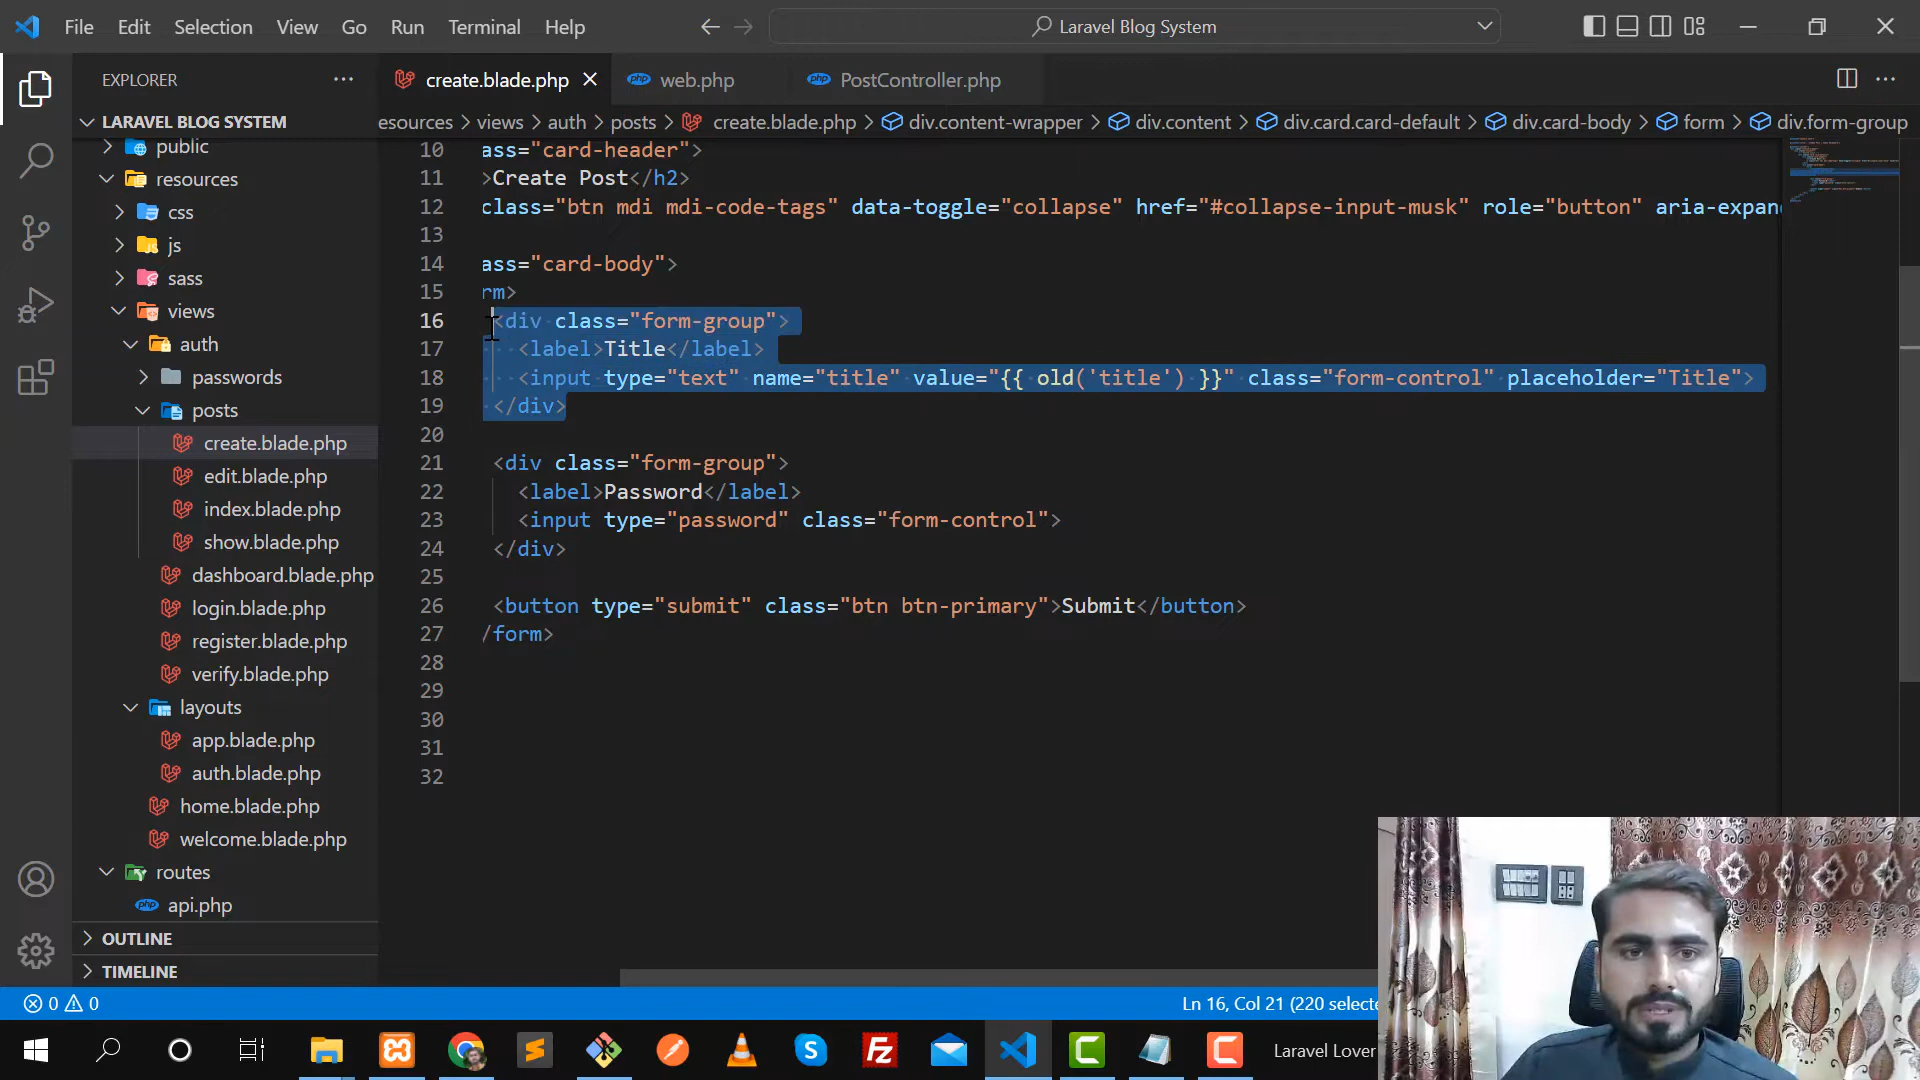 File Edit Selection View Go Run Terminal Help
Laravel Blog System
EXPLORER
create.blade.php
web.php
PostController.php
LARAVEL BLOG SYSTEM
esources > views > auth > posts > create.blade.php > div.content-wrapper > div.content > div.card.card-default > div.card-body > form > div.form-group
public
resources
css
js
sass
views
auth
passwords
posts
create.blade.php
edit.blade.php
index.blade.php
show.blade.php
dashboard.blade.php
login.blade.php
register.blade.php
verify.blade.php
layouts
app.blade.php
auth.blade.php
home.blade.php
welcome.blade.php
routes
api.php
OUTLINE
TIMELINE
10 ass="card-header">
11 >Create Post</h2>
12 class="btn mdi mdi-code-tags" data-toggle="collapse" href="#collapse-input-musk" role="button" aria-expan
13
14 ass="card-body">
15 rm>
16 <div class="form-group">
17 <label>Title</label>
18 <input type="text" name="title" value="{{ old('title') }}" class="form-control" placeholder="Title">
19 </div>
20
21 <div class="form-group">
22 <label>Password</label>
23 <input type="password" class="form-control">
24 </div>
25
26 <button type="submit" class="btn btn-primary">Submit</button>
27 /form>
28
29
30
31
32
0 0
Ln 16, Col 21 (220 selecte
Laravel Lover